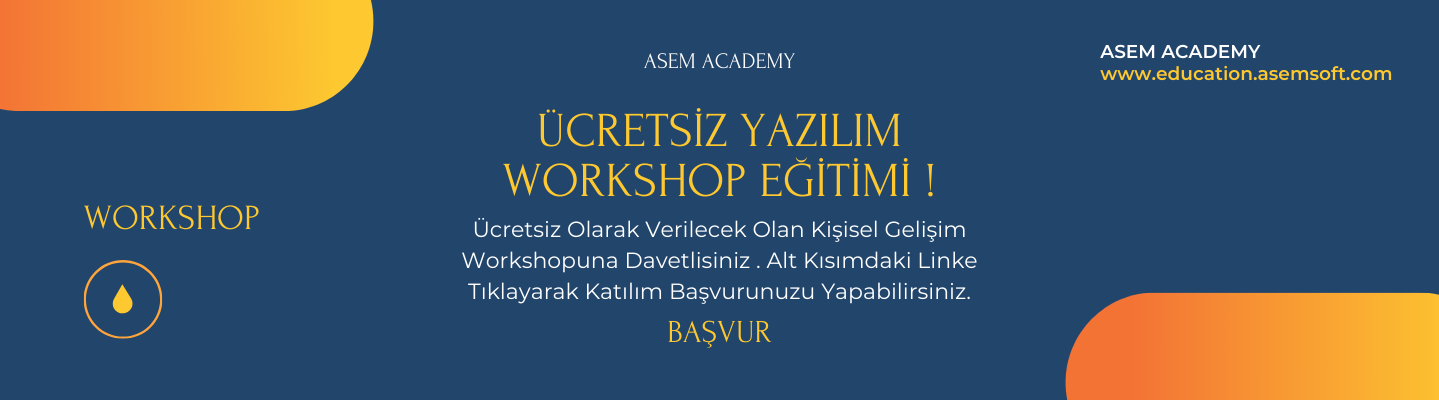 ASEM ACADEMY
ASEM ACADEMY
www.education.asemsoft.com
ÜCRETSİZ YAZILIM
WORKSHOP EĞİTİMİ !
WORKSHOP
Ücretsiz Olarak Verilecek Olan Kişisel Gelişim
Workshopuna Davetlisiniz . Alt Kısımdaki Linke
Tıklayarak Katılım Başvurunuzu Yapabilirsiniz.
BAŞVUR